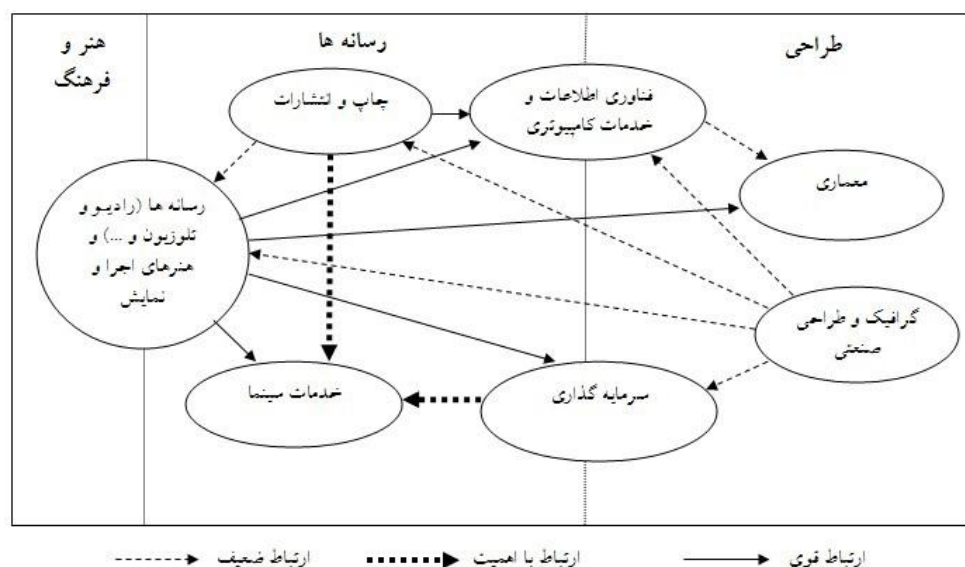 هنر و
فرهنگ
رسانه ها
طراحی
چاپ و انتشارات
فناوری اطلاعات و
خدمات کامپیوتری
معماری
رسانه ها (رادیو و
تلوزیون و ...) و
هنرهای اجرا و
نمایش
گرافیک و طراحی
صنعتی
خدمات سینما
سرمایه گذاری
ارتباط قوی
ارتباط با اهمیت
ارتباط ضعیف